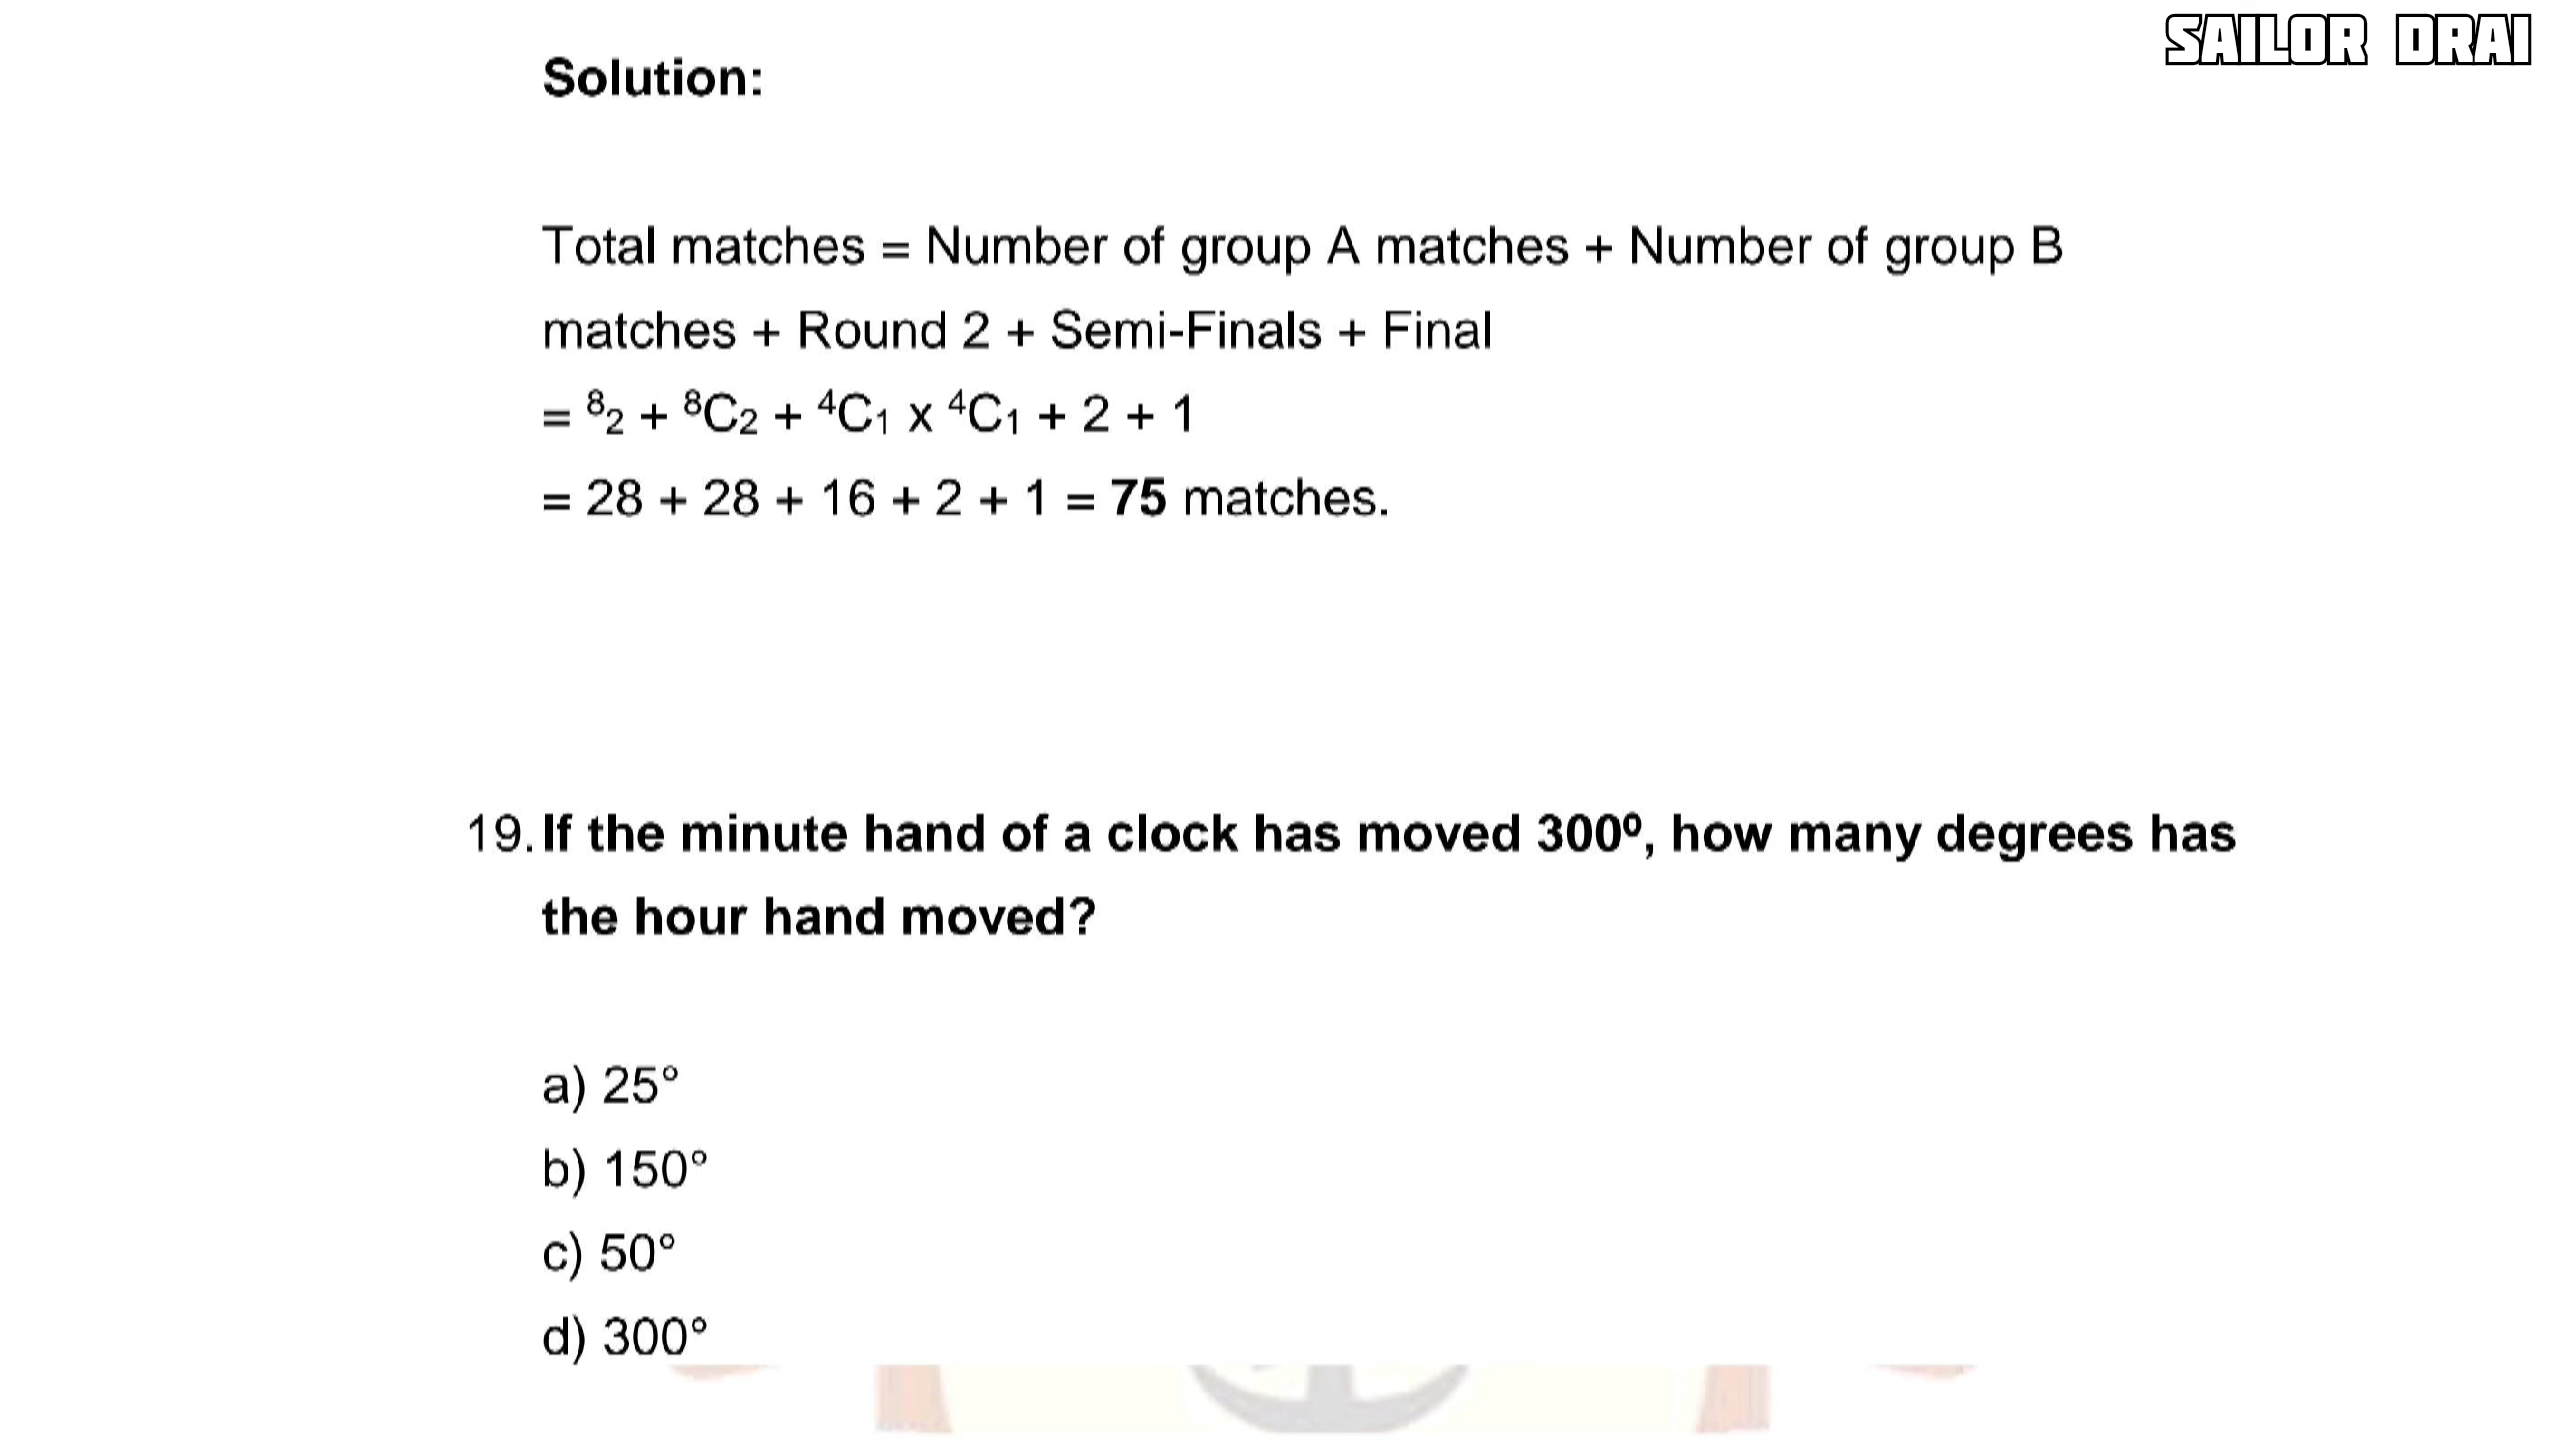 SAILOR DRAI
Solution:
Total matches = Number of group A matches + Number of group B
matches + Round 2 + Semi-Finals + Final
= ⁸₂ + ⁸C₂ + ⁴C₁ x ⁴C₁ + 2 + 1
= 28 + 28 + 16 + 2 + 1 = 75 matches.
19. If the minute hand of a clock has moved 300º, how many degrees has
the hour hand moved?
a) 25°
b) 150°
c) 50°
d) 300°